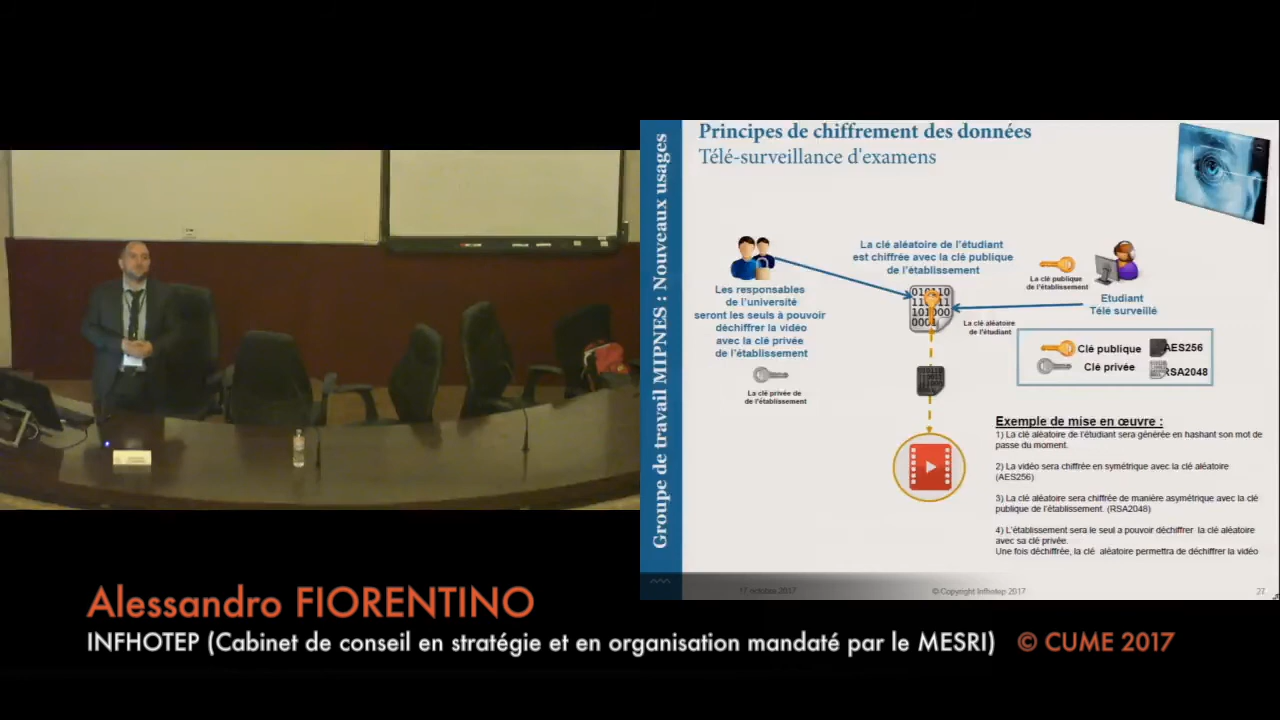 Groupe de travail MIPNES : Nouveaux usages
Principes de chiffrement des données
Télé-surveillance d'examens
La clé aléatoire de l'étudiant
est chiffrée avec la clé publique
de l'établissement
Les responsables
de l'université
seront les seuls à pouvoir
déchiffrer la vidéo
avec la clé privée
de l'établissement
La clé privée de
de l'établissement
010110
La clé aléatoire
de l'étudiant
La clé publique
de l'établissement
Etudiant
Télé surveillé
Clé publique
AES256
Clé privée
RSA2048
Exemple de mise en œuvre :
1) La clé aléatoire de l'étudiant sera générée en hashant son mot de
passe du moment.
2) La vidéo sera chiffrée en symétrique avec la clé aléatoire
(AES256)
3) La clé aléatoire sera chiffrée de manière asymétrique avec la clé
publique de l'établissement. (RSA2048)
4) L'établissement sera le seul a pouvoir déchiffrer la clé aléatoire
avec sa clé privée.
Une fois déchiffrée, la clé aléatoire permettra de déchiffrer la vidéo
17 octobre 2017
© Copyright Infhotep 2017
27
Alessandro FIORENTINO
INFHOTEP (Cabinet de conseil en stratégie et en organisation mandaté par le MESRI) © CUME 2017